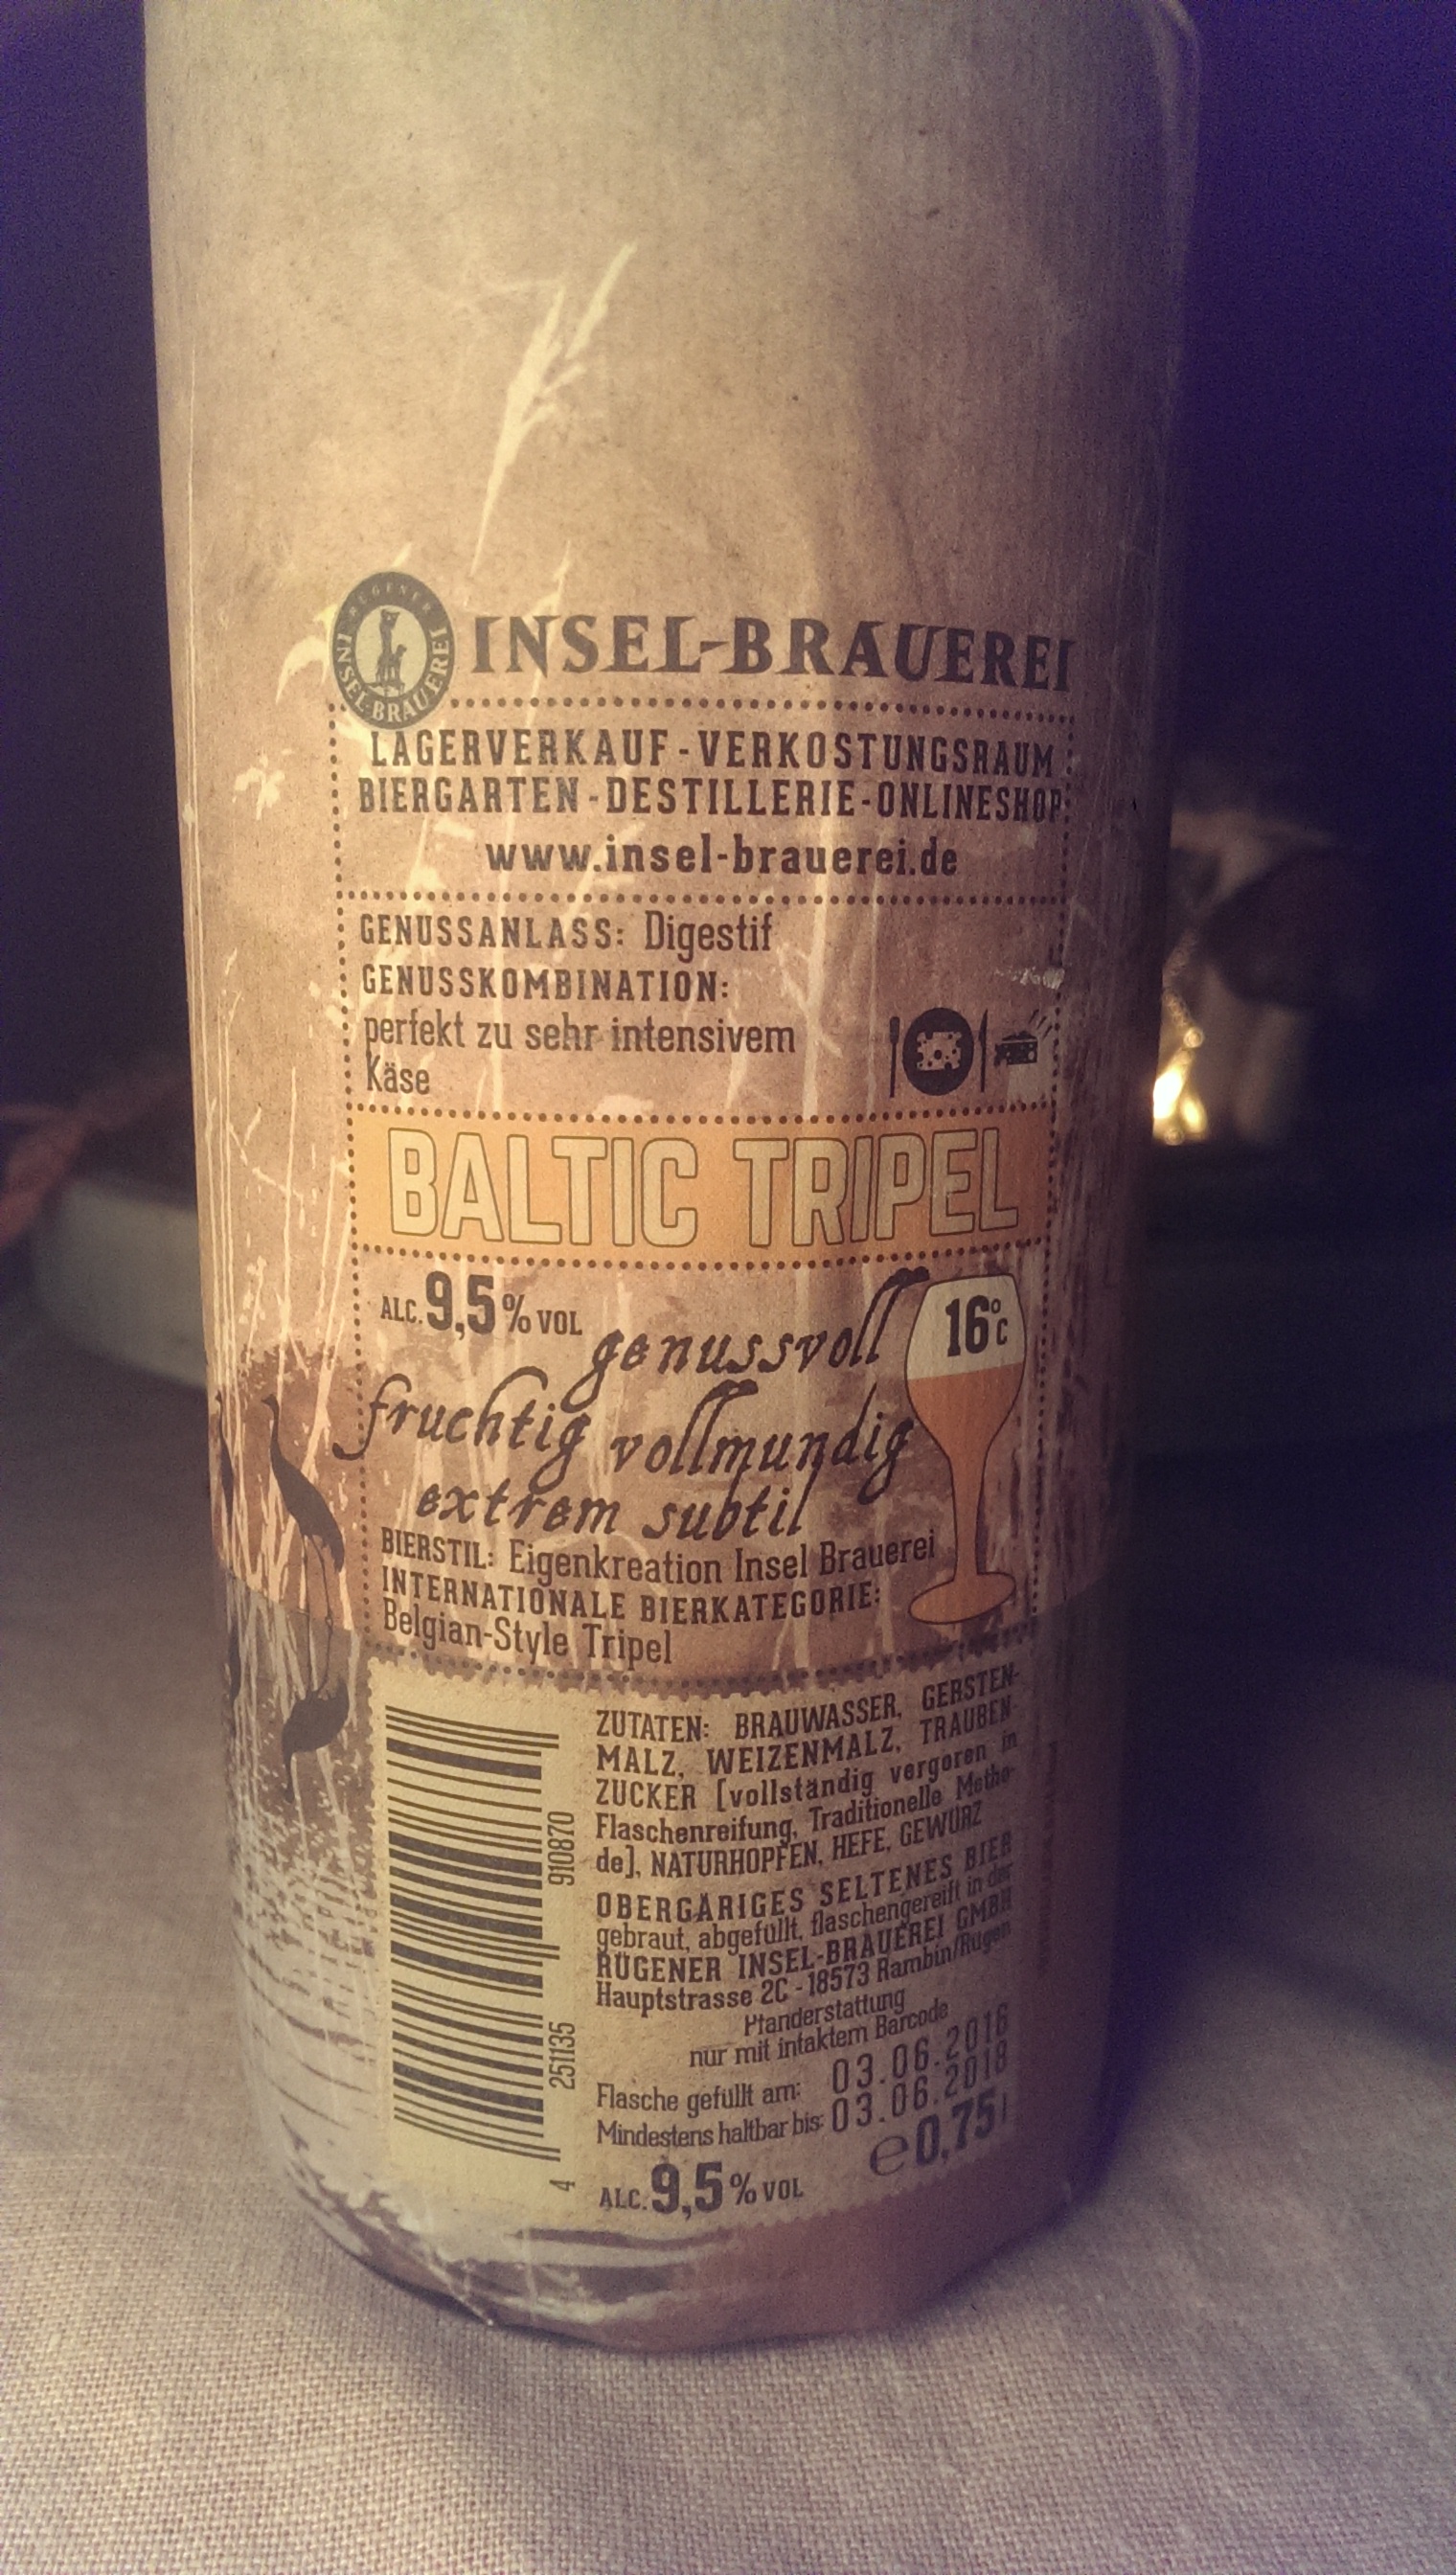 RÜGENER
INSEL-BRAUEREI
INSEL-BRAUEREI
LAGERVERKAUF - VERKOSTUNGSRAUM
BIERGARTEN - DESTILLERIE - ONLINESHOP
www.insel-brauerei.de
GENUSSANLASS: Digestif
GENUSSKOMBINATION:
perfekt zu sehr intensivem
Käse
BALTIC TRIPEL
ALC. 9,5% VOL
16°C
genussvoll
fruchtig vollmundig
extrem subtil
BIERSTIL: Eigenkreation Insel Brauerei
INTERNATIONALE BIERKATEGORIE:
Belgian-Style Tripel
ZUTATEN: BRAUWASSER, GERSTEN-
MALZ, WEIZENMALZ, TRAUBEN-
ZUCKER [vollständig vergoren in
Flaschenreifung, Traditionelle Metho-
de], NATURHOPFEN, HEFE, GEWÜRZ
OBERGÄRIGES SELTENES BIER
gebraut, abgefüllt, flaschengereift in der
RÜGENER INSEL-BRAUEREI GMBH
Hauptstrasse 2C - 18573 Rambin/Rügen
Pfanderstattung
nur mit intaktem Barcode
Flasche gefüllt am: 03.06.2016
Mindestens haltbar bis: 03.06.2018
ALC. 9,5% VOL
e 0,75 l
4 251135 910870